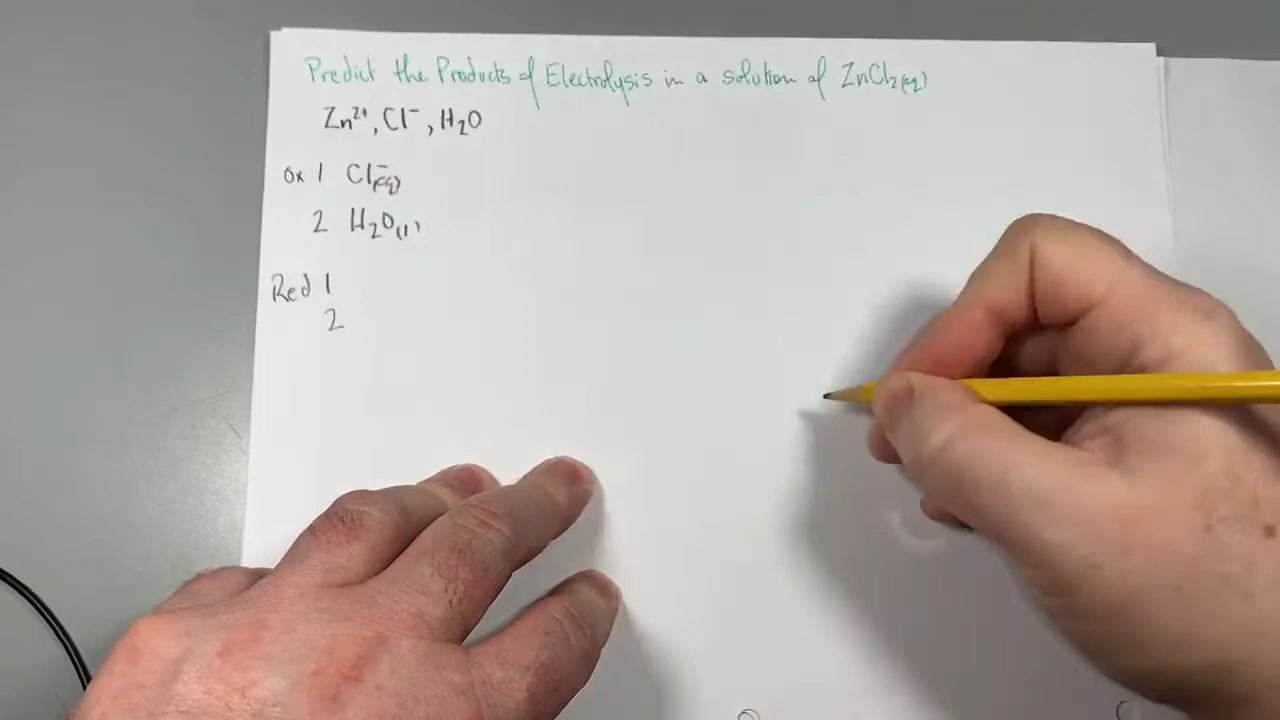 Predict the Products of Electrolysis in a solution of ZnCl₂(aq)
Zn²⁺, Cl⁻, H₂O
Ox 1 Cl⁻(aq)
2 H₂O(l)
Red 1
2